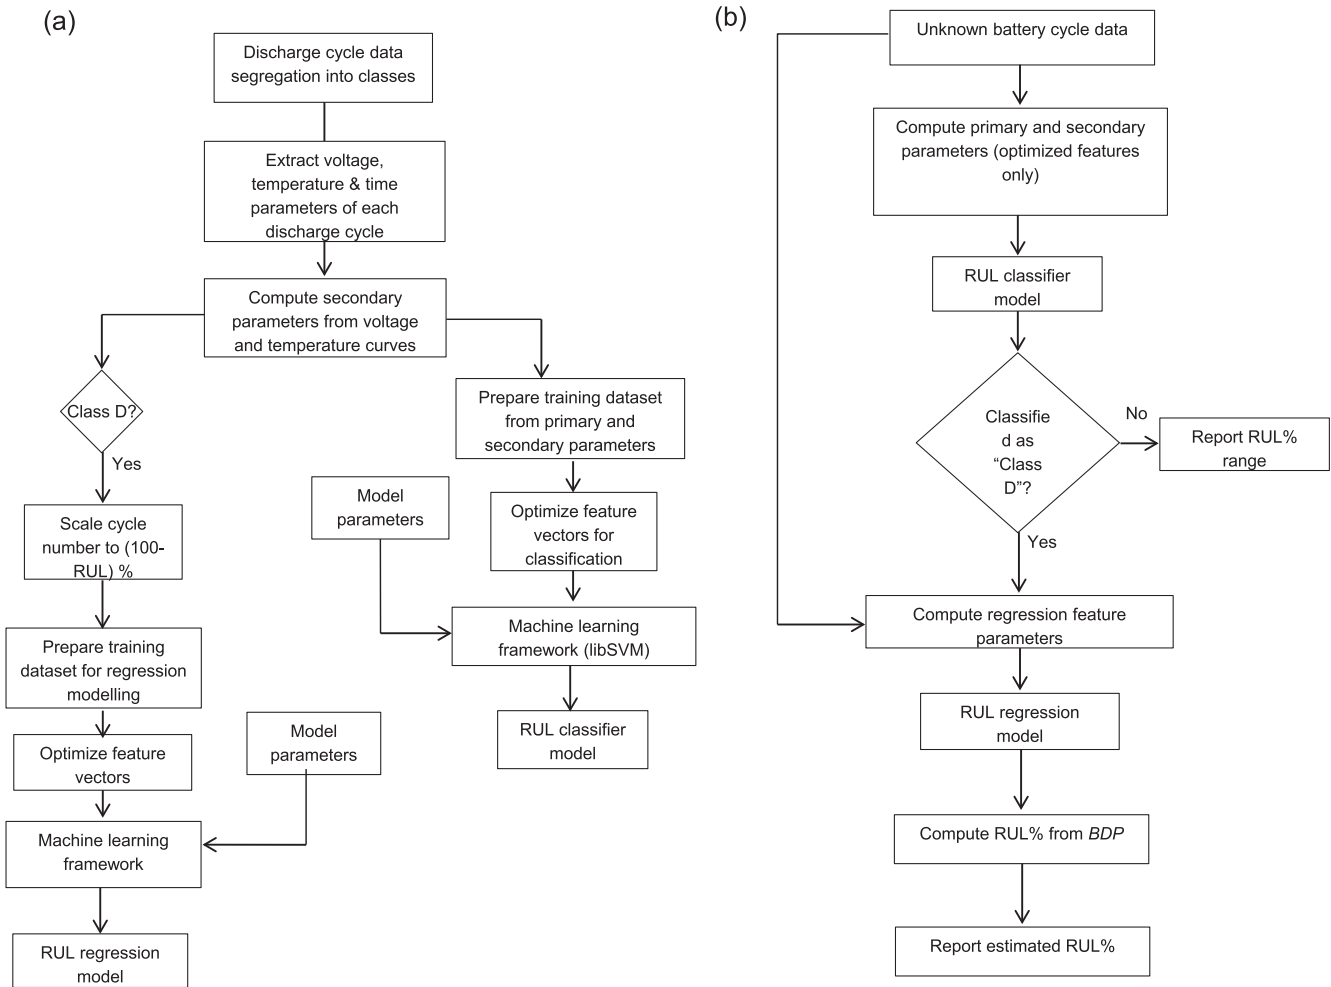 (a)
Discharge cycle data
segregation into classes
Extract voltage,
temperature & time
parameters of each
discharge cycle
Compute secondary
parameters from voltage
and temperature curves
Class D?
Yes
Scale cycle
number to (100-
RUL) %
Prepare training
dataset for regression
modelling
Optimize feature
vectors
Machine learning
framework
RUL regression
model
Model
parameters
Prepare training dataset
from primary and
secondary parameters
Model
parameters
Optimize feature
vectors for
classification
Machine learning
framework (libSVM)
RUL classifier
model
(b)
Unknown battery cycle data
Compute primary and secondary
parameters (optimized features
only)
RUL classifier
model
Classifie
d as
“Class
D”?
No
Report RUL%
range
Yes
Compute regression feature
parameters
RUL regression
model
Compute RUL% from BDP
Report estimated RUL%